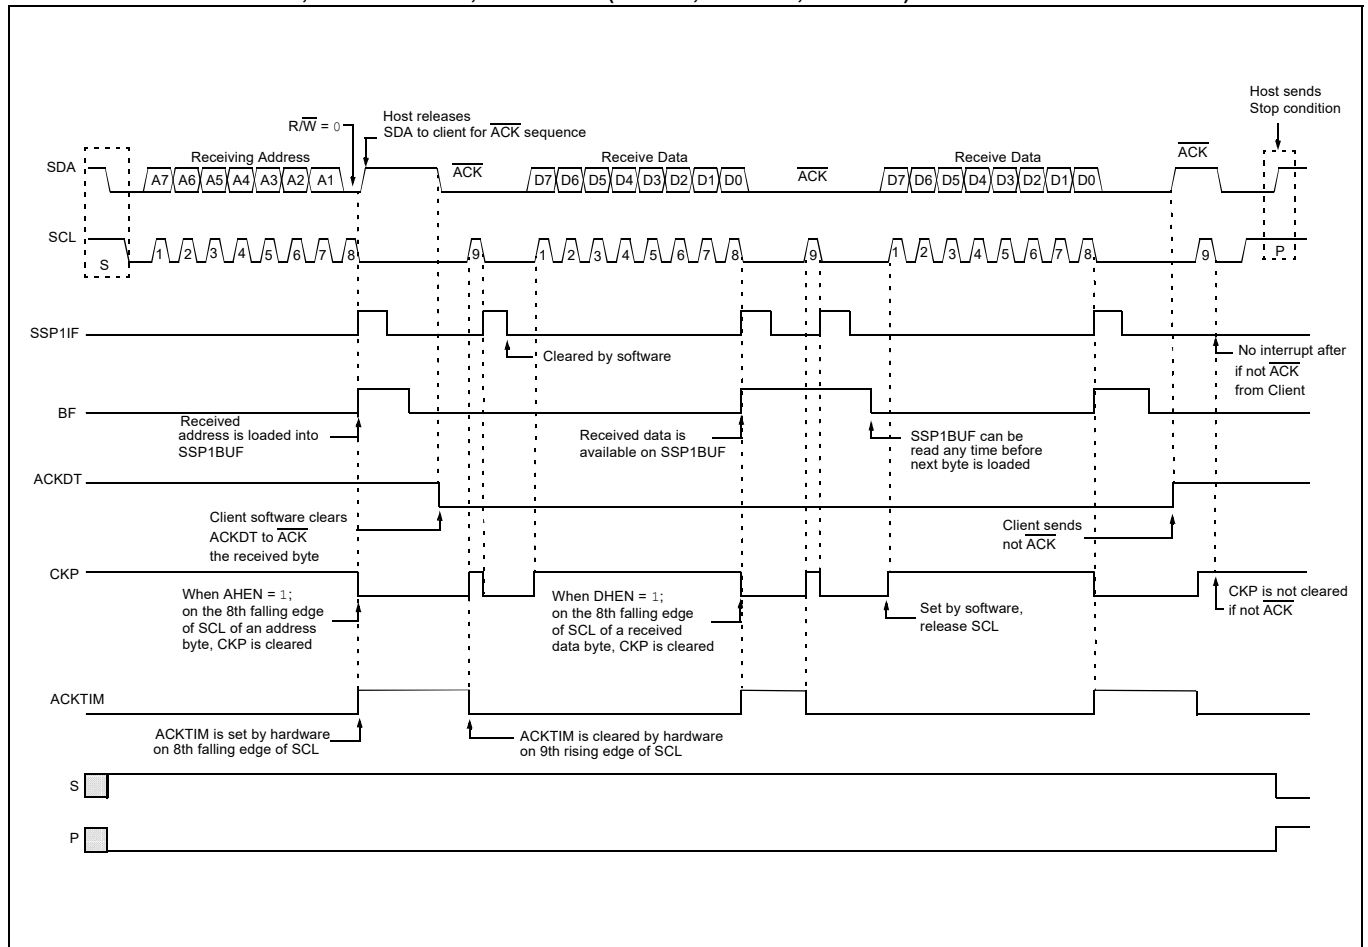 Host sends
Stop condition
Host releases
SDA to client for ACK sequence
R/W = 0
SDA
Receiving Address
A7 A6 A5 A4 A3 A2 A1
ACK
Receive Data
D7 D6 D5 D4 D3 D2 D1 D0
ACK
Receive Data
D7 D6 D5 D4 D3 D2 D1 D0
ACK
SCL
S
1 2 3 4 5 6 7 8
9
1 2 3 4 5 6 7 8
9
1 2 3 4 5 6 7 8
9
P
SSP1IF
Cleared by software
No interrupt after
if not ACK
from Client
BF
Received
address is loaded into
SSP1BUF
Received data is
available on SSP1BUF
SSP1BUF can be
read any time before
next byte is loaded
ACKDT
Client software clears
ACKDT to ACK
the received byte
Client sends
not ACK
CKP
When AHEN = 1;
on the 8th falling edge
of SCL of an address
byte, CKP is cleared
When DHEN = 1;
on the 8th falling edge
of SCL of a received
data byte, CKP is cleared
Set by software,
release SCL
CKP is not cleared
if not ACK
ACKTIM
ACKTIM is set by hardware
on 8th falling edge of SCL
ACKTIM is cleared by hardware
on 9th rising edge of SCL
S
P